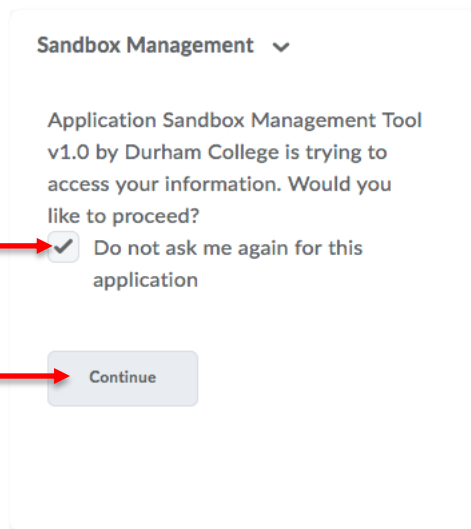 Sandbox Management
Application Sandbox Management Tool
v1.0 by Durham College is trying to
access your information. Would you
like to proceed?
Do not ask me again for this
application
Continue